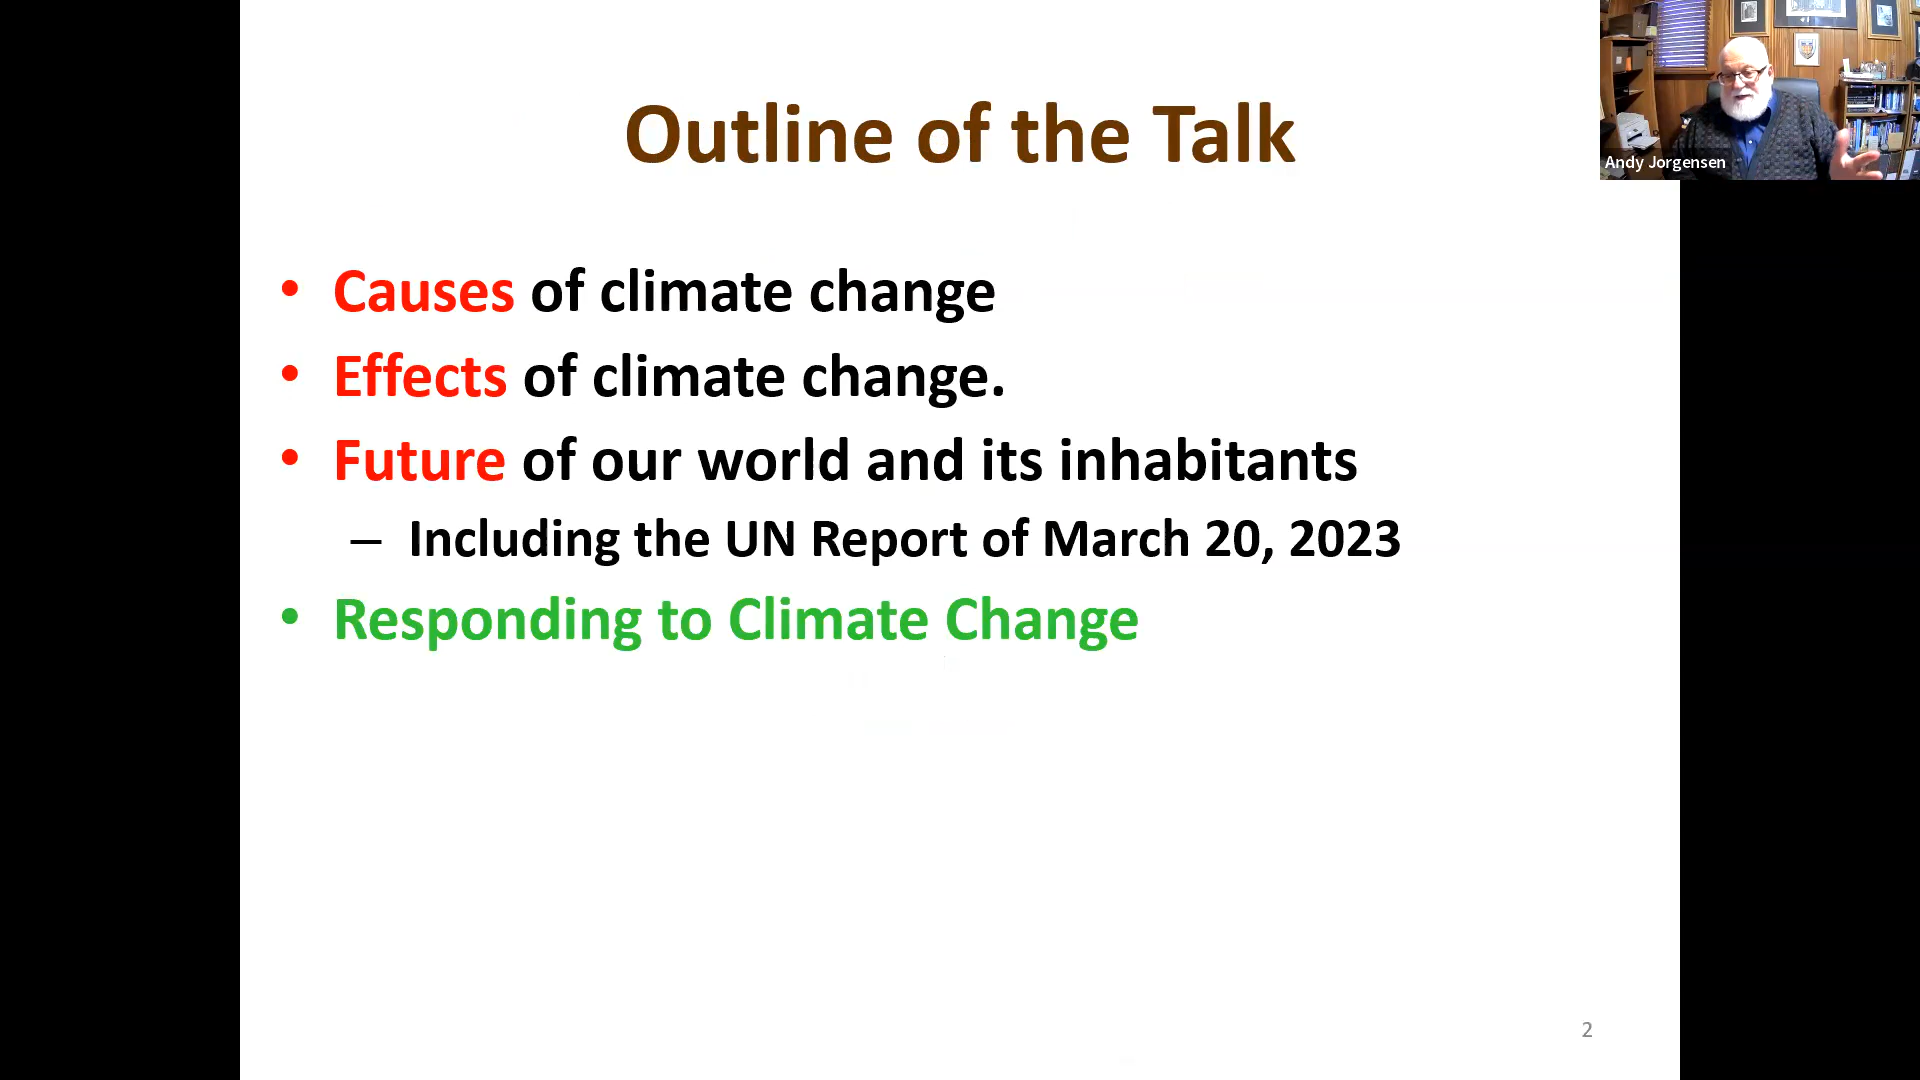 Outline of the Talk
Andy Jorgensen
• Causes of climate change
• Effects of climate change.
• Future of our world and its inhabitants
– Including the UN Report of March 20, 2023
• Responding to Climate Change
2